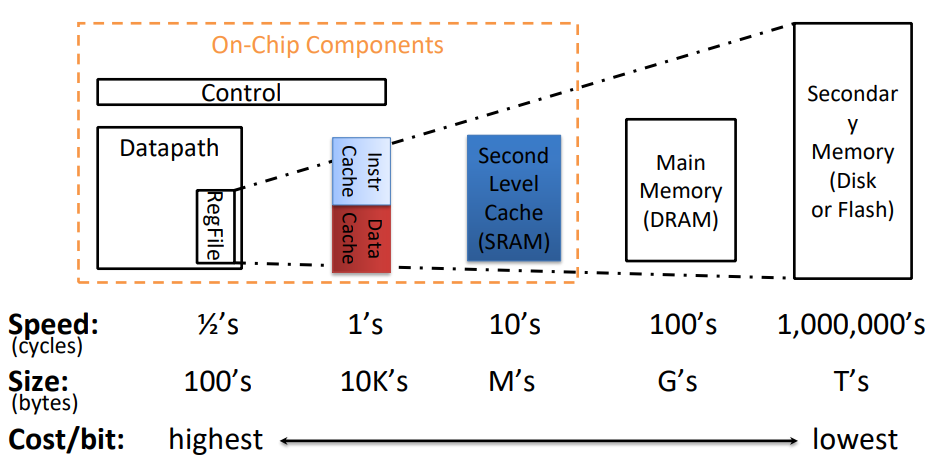 On-Chip Components
Control
Datapath
RegFile
Instr
Cache
Data
Cache
Second
Level
Cache
(SRAM)
Main
Memory
(DRAM)
Secondar
y
Memory
(Disk
or Flash)
Speed: ½’s 1’s 10’s 100’s 1,000,000’s
(cycles)
Size: 100’s 10K’s M’s G’s T’s
(bytes)
Cost/bit: highest lowest